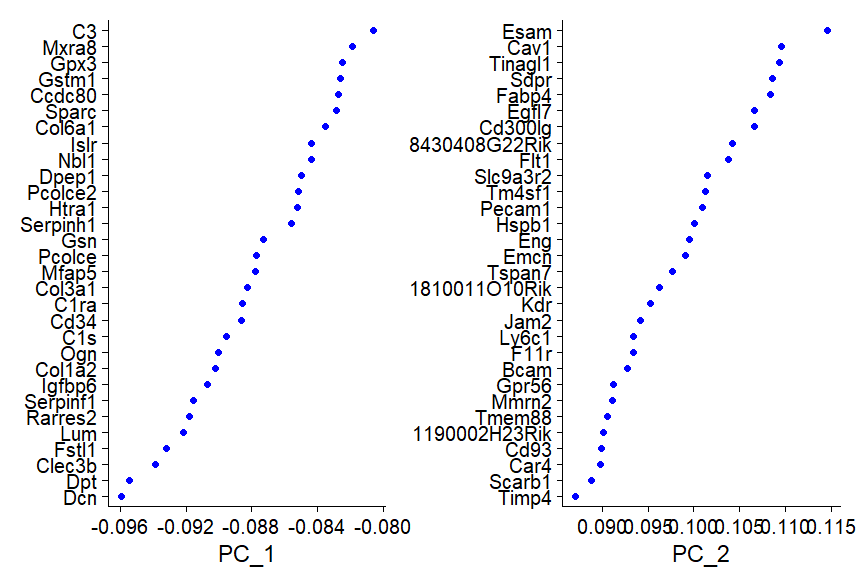 C3
Mxra8
Gpx3
Gstm1
Ccdc80
Sparc
Col6a1
Islr
Nbl1
Dpep1
Pcolce2
Htra1
Serpinh1
Gsn
Pcolce
Mfap5
Col3a1
C1ra
Cd34
C1s
Ogn
Col1a2
Igfbp6
Serpinf1
Rarres2
Lum
Fstl1
Clec3b
Dpt
Dcn
-0.096 -0.092 -0.088 -0.084 -0.080
PC_1
Esam
Cav1
Tinagl1
Sdpr
Fabp4
Egfl7
Cd300lg
8430408G22Rik
Flt1
Slc9a3r2
Tm4sf1
Pecam1
Hspb1
Eng
Emcn
Tspan7
1810011O10Rik
Kdr
Jam2
Ly6c1
F11r
Bcam
Gpr56
Mmrn2
Tmem88
1190002H23Rik
Cd93
Car4
Scarb1
Timp4
0.090 0.095 0.100 0.105 0.110 0.115
PC_2